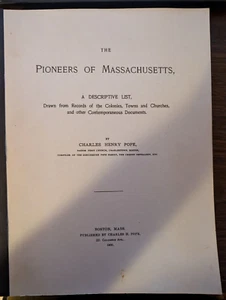 THE
PIONEERS OF MASSACHUSETTS,
A DESCRIPTIVE LIST,
Drawn from Records of the Colonies, Towns and Churches,
and other Contemporaneous Documents.
BY
CHARLES HENRY POPE,
BOSTON, MASS.
PUBLISHED BY CHARLES H. POPE,